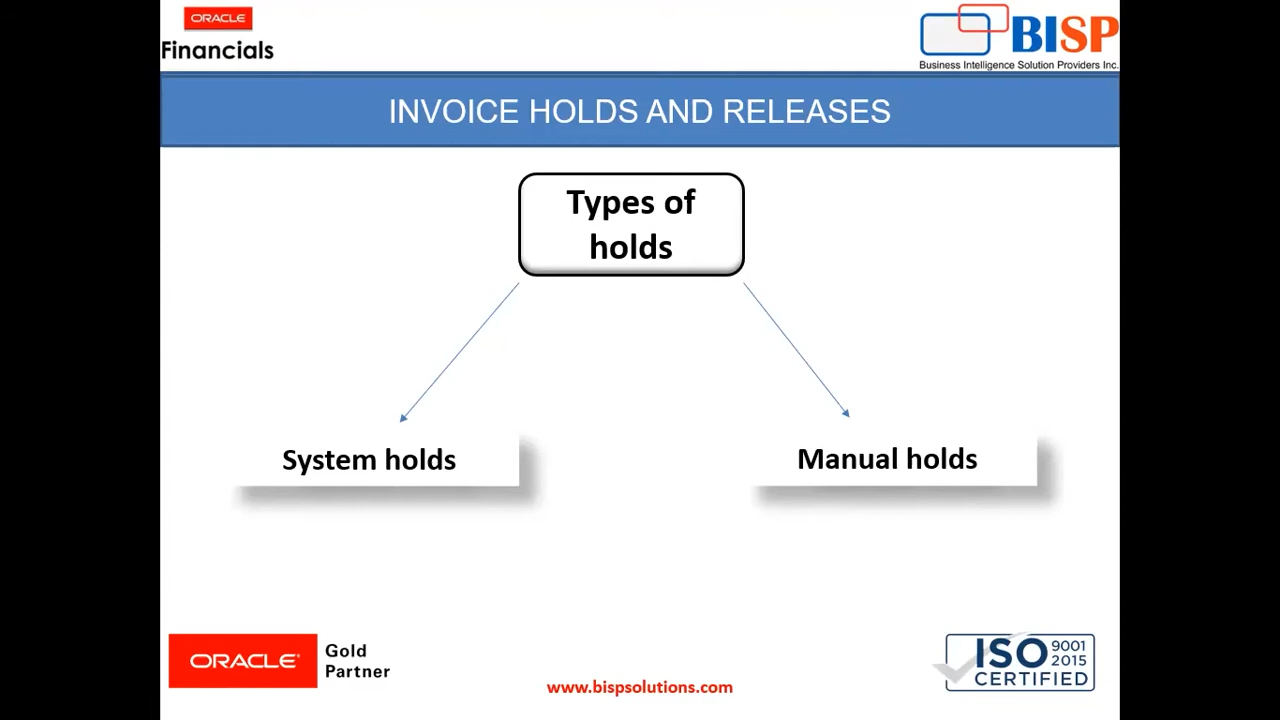 ORACLE
Financials
BISP
Business Intelligence Solution Providers Inc.
INVOICE HOLDS AND RELEASES
Types of
holds
System holds
Manual holds
ORACLE
Gold
Partner
www.bispsolutions.com
ISO 9001
2015
CERTIFIED